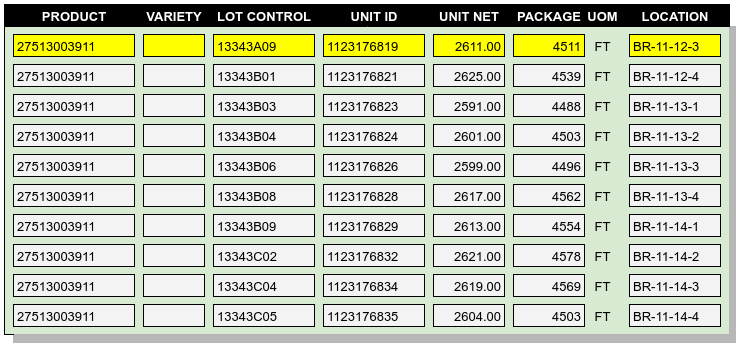 PRODUCT VARIETY LOT CONTROL UNIT ID UNIT NET PACKAGE UOM LOCATION
27513003911 13343A09 1123176819 2611.00 4511 FT BR-11-12-3
27513003911 13343B01 1123176821 2625.00 4539 FT BR-11-12-4
27513003911 13343B03 1123176823 2591.00 4488 FT BR-11-13-1
27513003911 13343B04 1123176824 2601.00 4503 FT BR-11-13-2
27513003911 13343B06 1123176826 2599.00 4496 FT BR-11-13-3
27513003911 13343B08 1123176828 2617.00 4562 FT BR-11-13-4
27513003911 13343B09 1123176829 2613.00 4554 FT BR-11-14-1
27513003911 13343C02 1123176832 2621.00 4578 FT BR-11-14-2
27513003911 13343C04 1123176834 2619.00 4569 FT BR-11-14-3
27513003911 13343C05 1123176835 2604.00 4503 FT BR-11-14-4